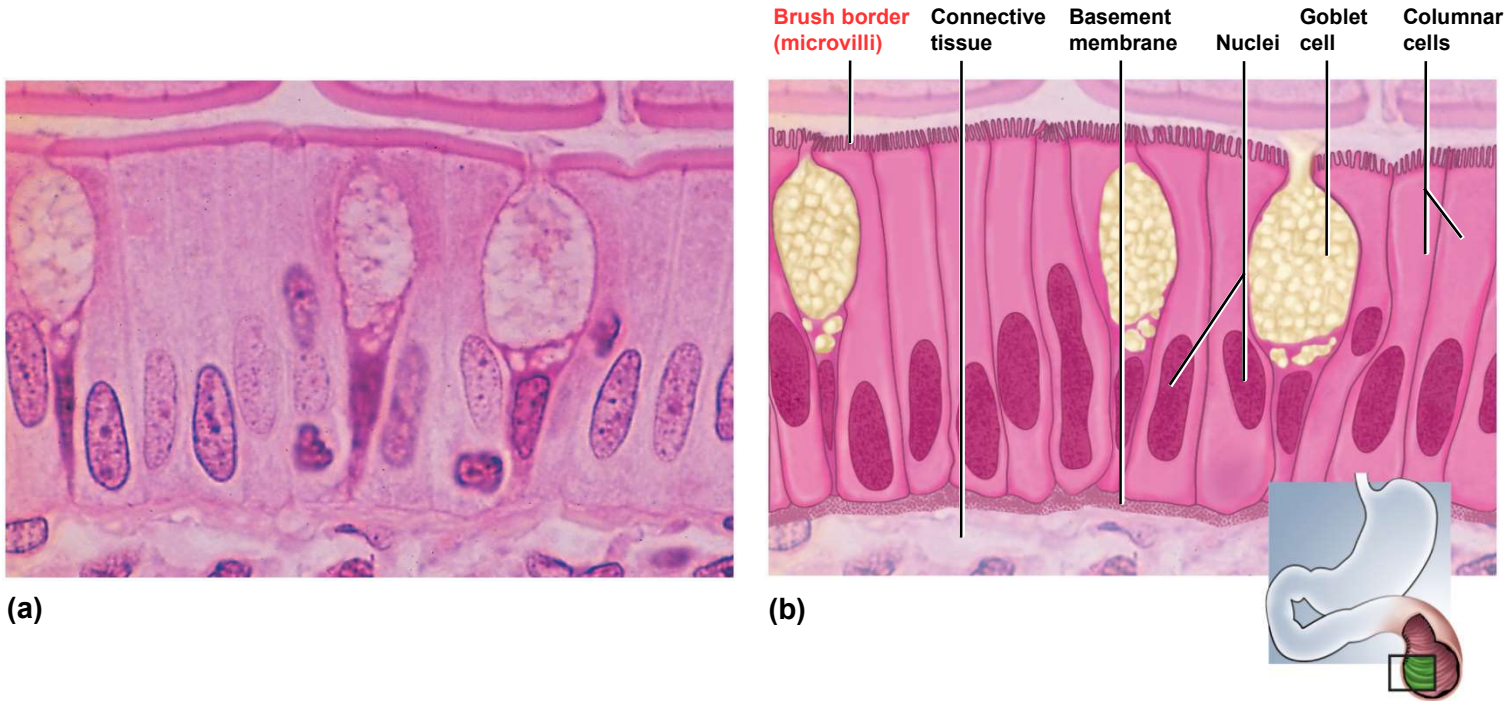 Brush border
(microvilli)
Connective
tissue
Basement
membrane
Nuclei
Goblet
cell
Columnar
cells
(a)
(b)